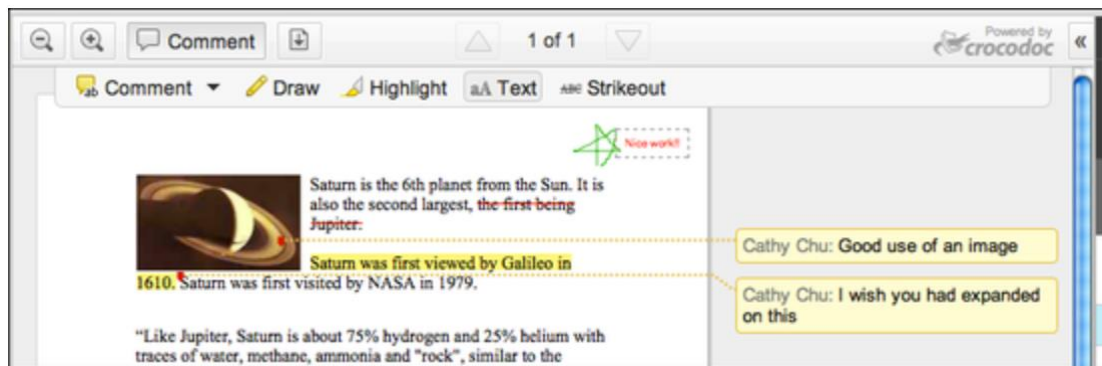 Comment
1 of 1
Powered by
crocodoc
«
ab Comment
Draw
Highlight
aA Text
ABC Strikeout
Nice work!!
Saturn is the 6th planet from the Sun. It is
also the second largest, the first being
Jupiter.
Saturn was first viewed by Galileo in
1610. Saturn was first visited by NASA in 1979.
Cathy Chu: Good use of an image
Cathy Chu: I wish you had expanded
on this
“Like Jupiter, Saturn is about 75% hydrogen and 25% helium with
traces of water, methane, ammonia and "rock", similar to the